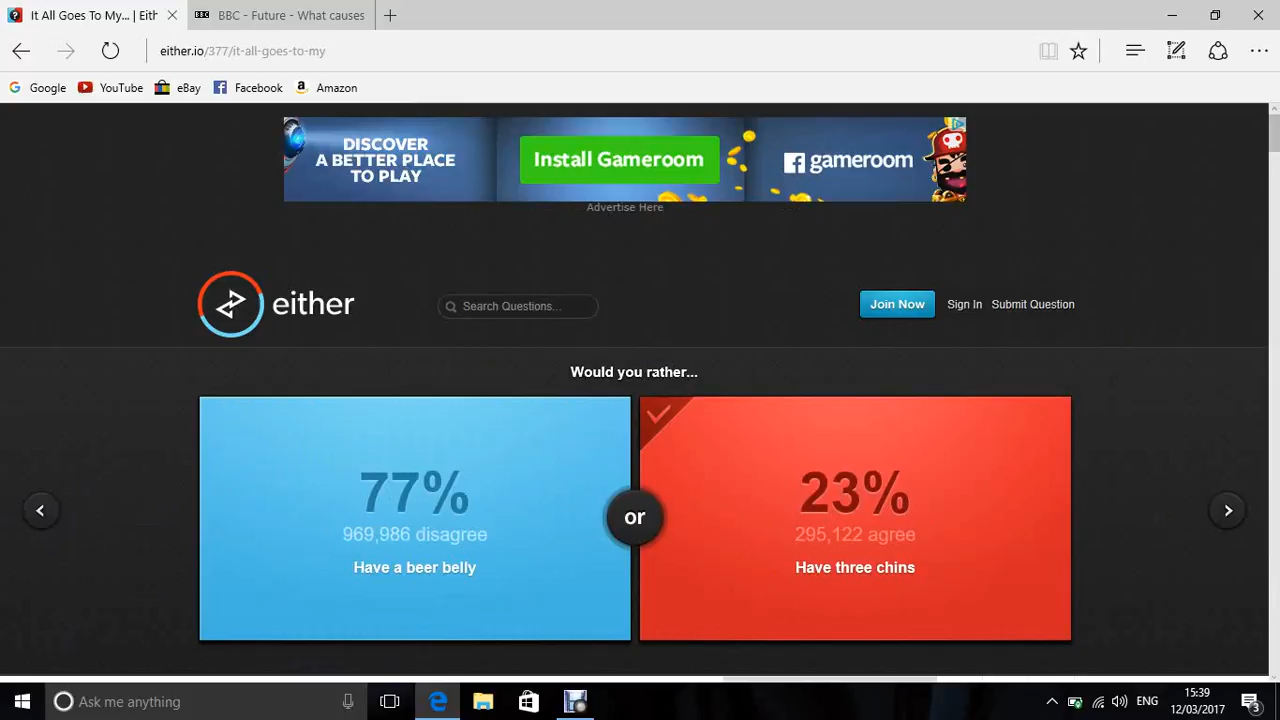 It All Goes To My... | Eith
BBC - Future - What causes
either.io/377/it-all-goes-to-my
Google
YouTube
eBay
Facebook
Amazon
DISCOVER
A BETTER PLACE
TO PLAY
Install Gameroom
gameroom
Advertise Here
either
Search Questions...
Join Now
Sign In
Submit Question
Would you rather...
77%
969,986 disagree
Have a beer belly
or
23%
295,122 agree
Have three chins
Ask me anything
ENG
15:39
12/03/2017
3